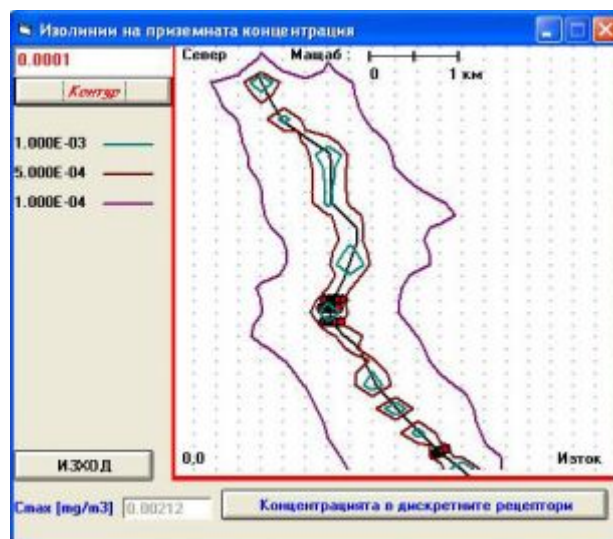 Изолинии на приземната концентрация
0.0001
Контур
1.000E-03
5.000E-04
1.000E-04
Север
Мащаб :
0 1 км
0,0
Изток
ИЗХОД
Cmax [mg/m3] 0.00212
Концентрацията в дискретните рецептори